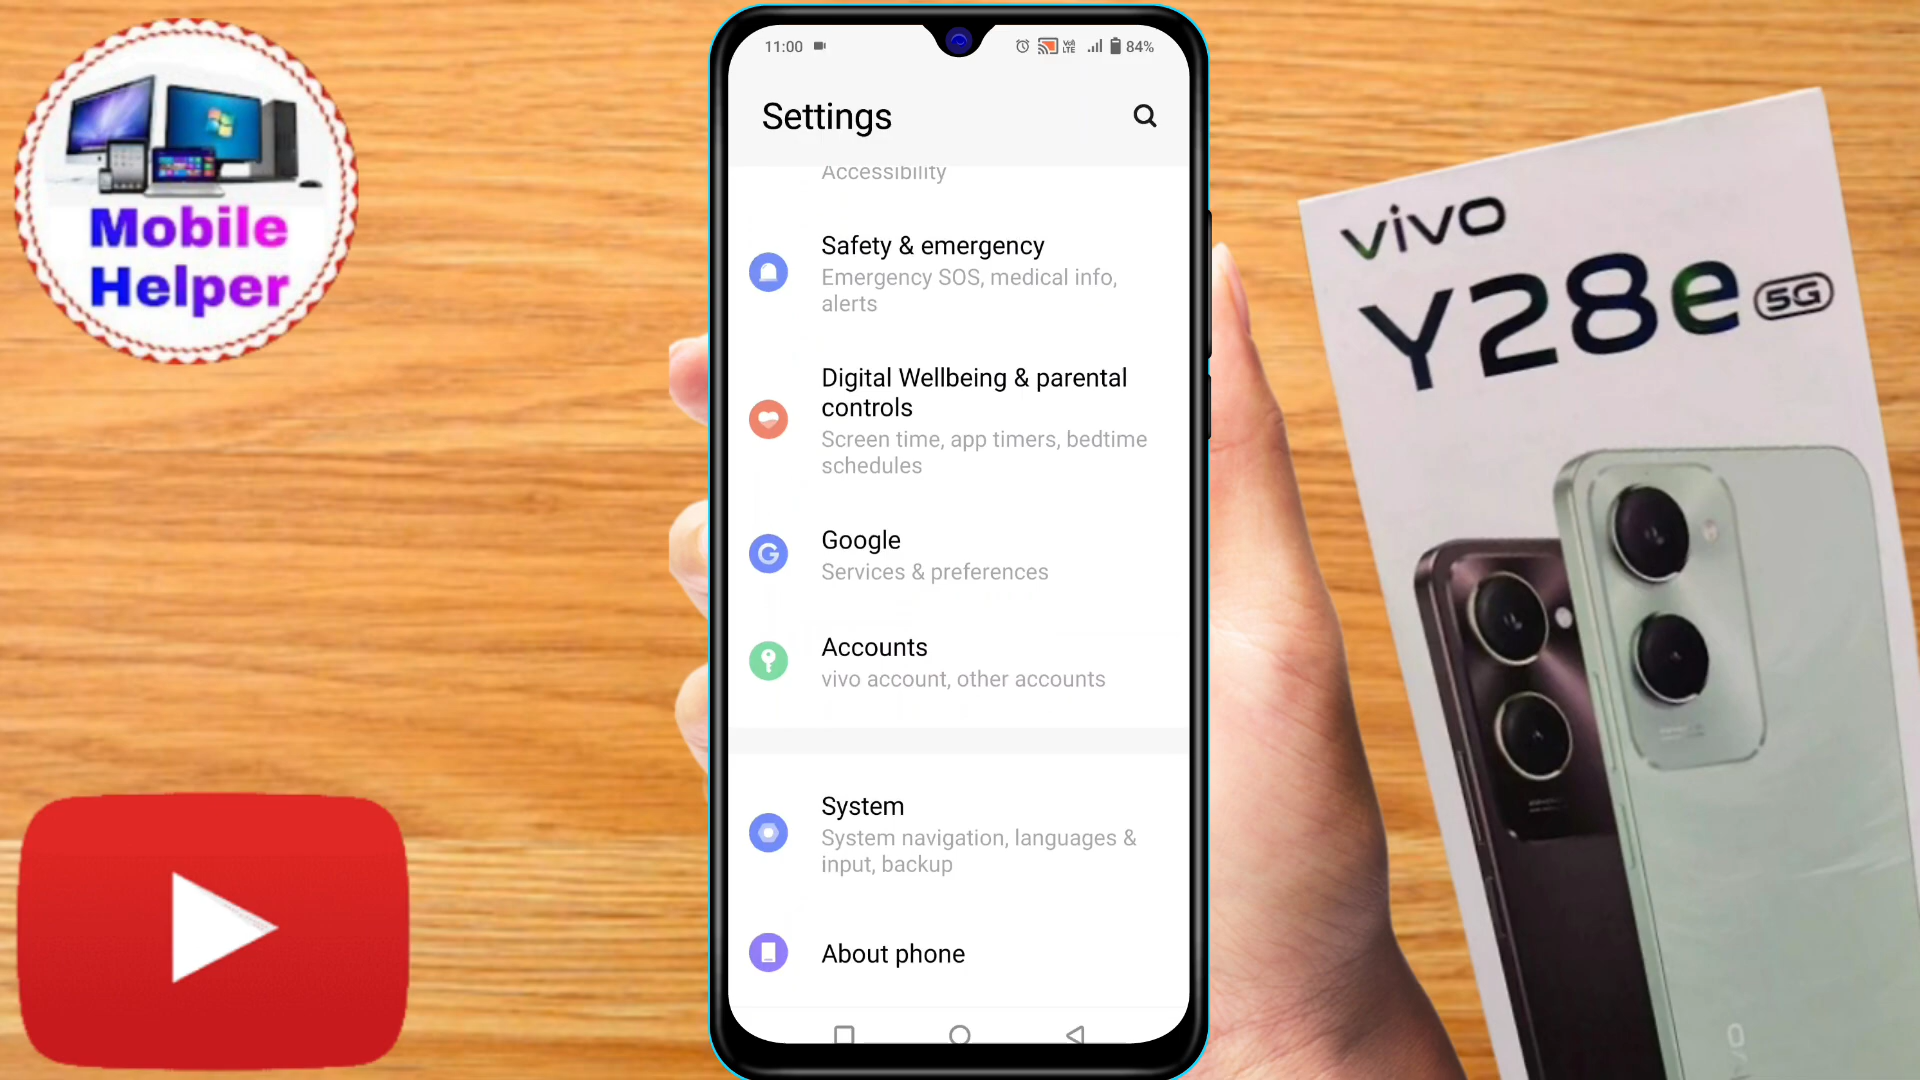 Mobile
Helper
11:00
84%
Settings
Accessibility
Safety & emergency
Emergency SOS, medical info,
alerts
Digital Wellbeing & parental
controls
Screen time, app timers, bedtime
schedules
Google
Services & preferences
Accounts
vivo account, other accounts
System
System navigation, languages &
input, backup
About phone
vivo
Y28e 5G